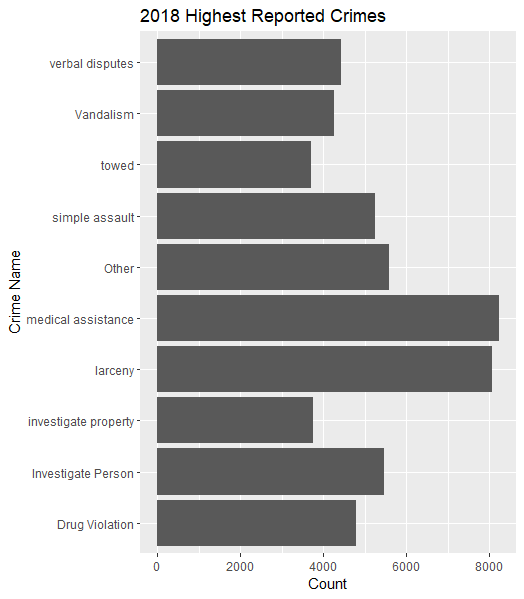 2018 Highest Reported Crimes
verbal disputes
Vandalism
towed
simple assault
Other
medical assistance
larceny
investigate property
Investigate Person
Drug Violation
Crime Name
0 2000 4000 6000 8000
Count